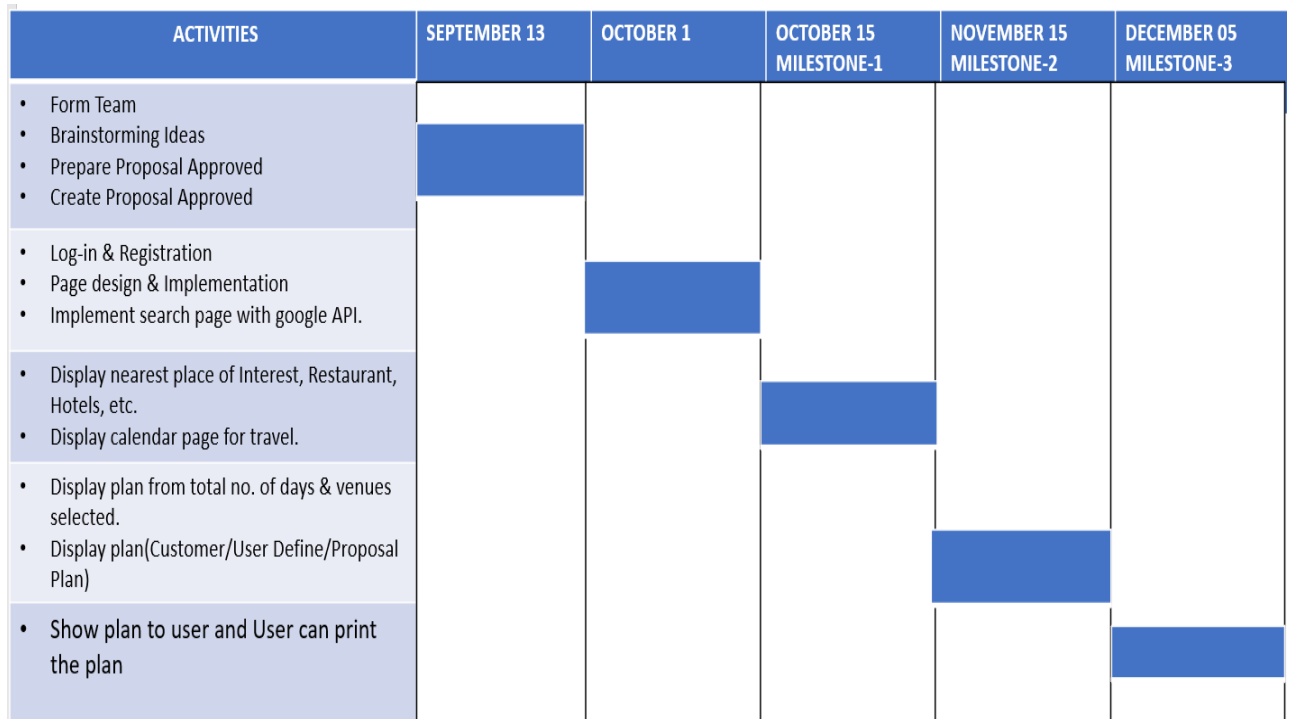 ACTIVITIES
SEPTEMBER 13
OCTOBER 1
OCTOBER 15
MILESTONE-1
NOVEMBER 15
MILESTONE-2
DECEMBER 05
MILESTONE-3
• Form Team
• Brainstorming Ideas
• Prepare Proposal Approved
• Create Proposal Approved
• Log-in & Registration
• Page design & Implementation
• Implement search page with google API.
• Display nearest place of Interest, Restaurant,
Hotels, etc.
• Display calendar page for travel.
• Display plan from total no. of days & venues
selected.
• Display plan(Customer/User Define/Proposal
Plan)
• Show plan to user and User can print
the plan